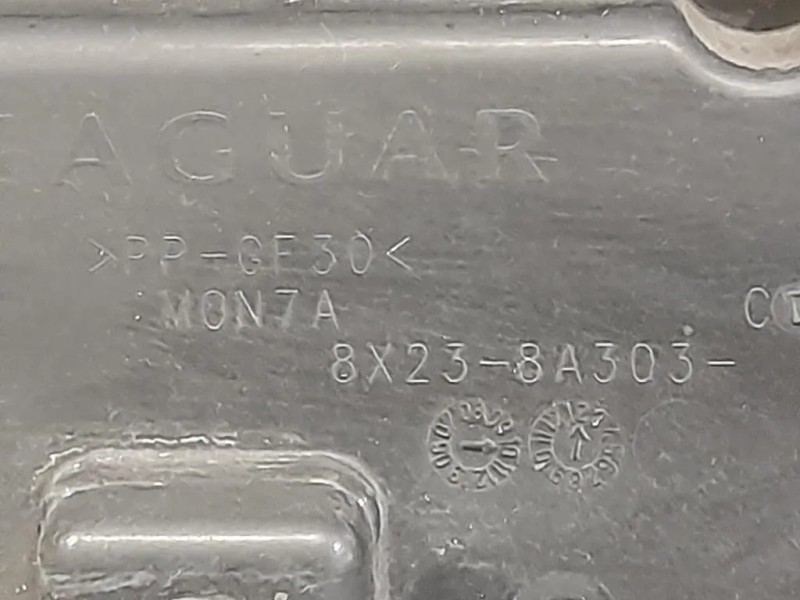 JAGUAR
>PP-GF30<
M0N7A
C
8X23-8A303-